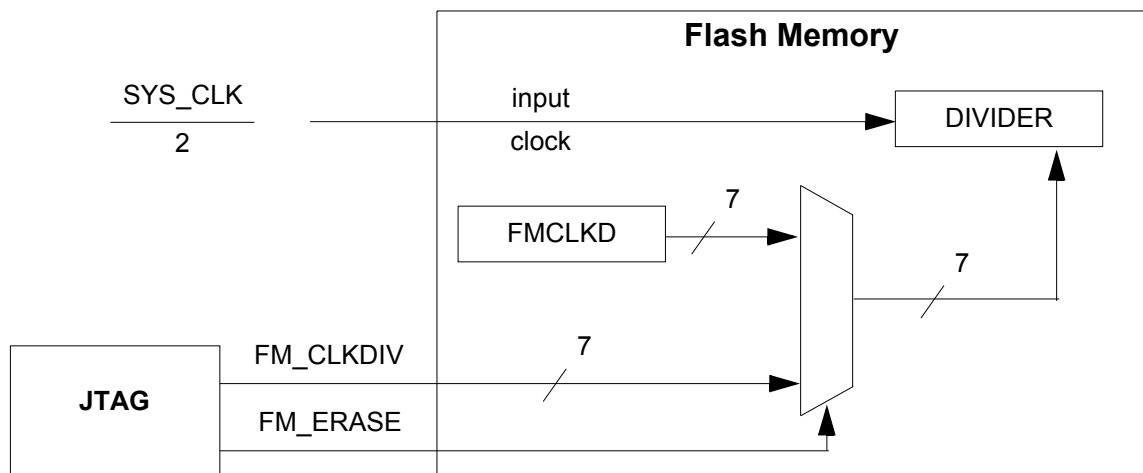 Flash Memory
SYS_CLK
2
input
clock
DIVIDER
7
FMCLKD
7
FM_CLKDIV
7
JTAG
FM_ERASE